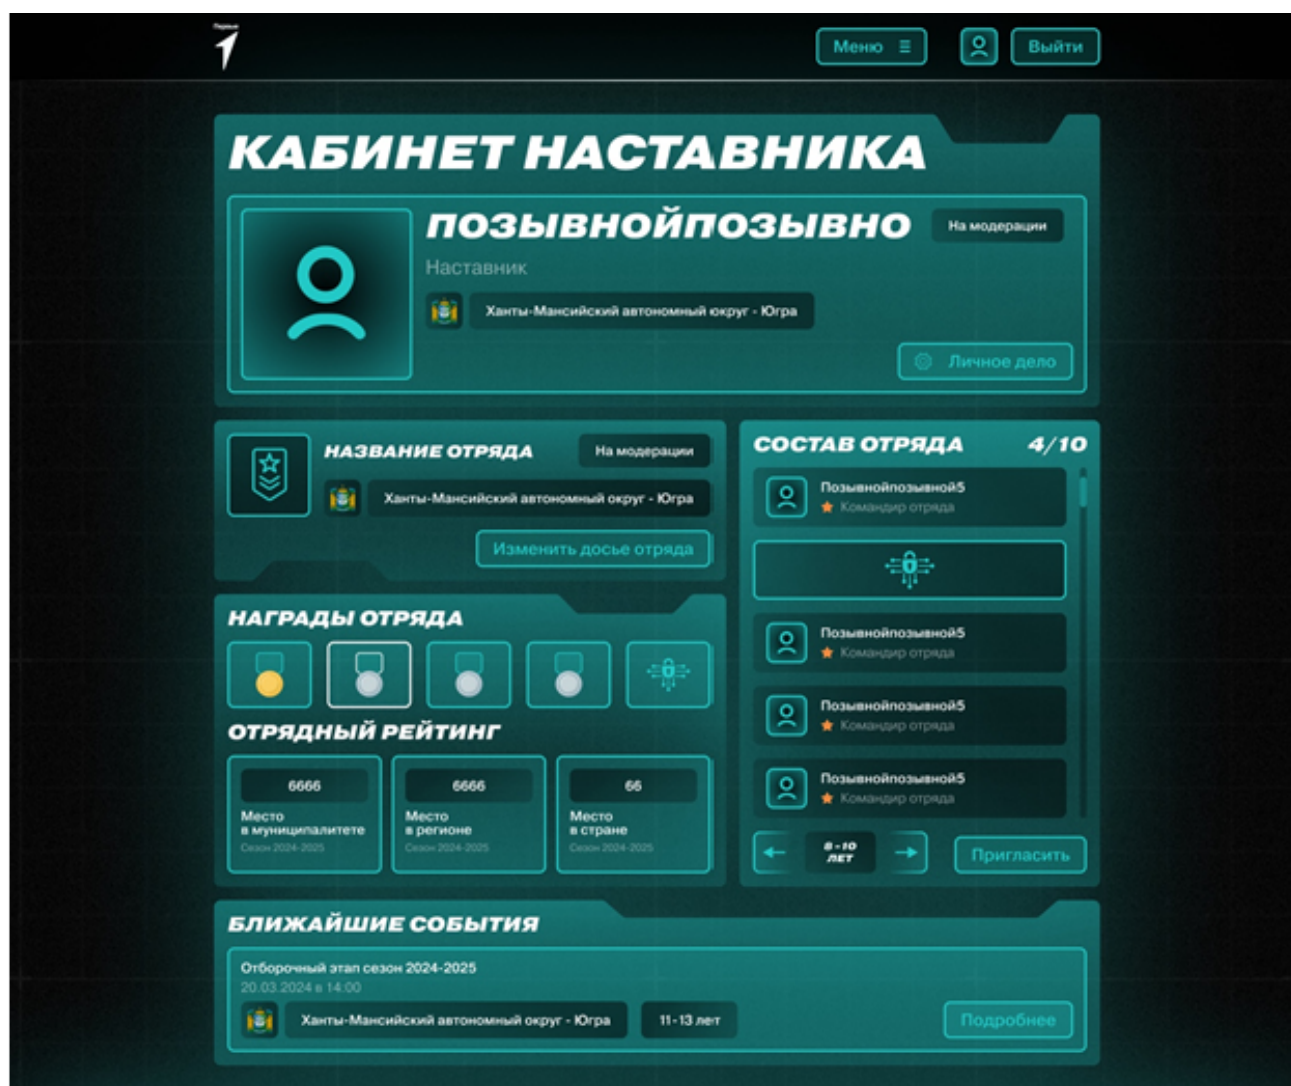 Первые
Меню
Выйти
КАБИНЕТ НАСТАВНИКА
ПОЗЫВНОЙПОЗЫВНО
На модерации
Наставник
Ханты-Мансийский автономный округ - Югра
Личное дело
НАЗВАНИЕ ОТРЯДА
На модерации
Ханты-Мансийский автономный округ - Югра
Изменить досье отряда
НАГРАДЫ ОТРЯДА
ОТРЯДНЫЙ РЕЙТИНГ
6666
Место
в муниципалитете
Сезон 2024-2025
6666
Место
в регионе
Сезон 2024-2025
66
Место
в стране
Сезон 2024-2025
СОСТАВ ОТРЯДА
4/10
Позывнойпозывной5
Командир отряда
Позывнойпозывной5
Командир отряда
Позывнойпозывной5
Командир отряда
Позывнойпозывной5
Командир отряда
8-10
ЛЕТ
Пригласить
БЛИЖАЙШИЕ СОБЫТИЯ
Отборочный этап сезон 2024-2025
20.03.2024 в 14:00
Ханты-Мансийский автономный округ - Югра
11-13 лет
Подробнее